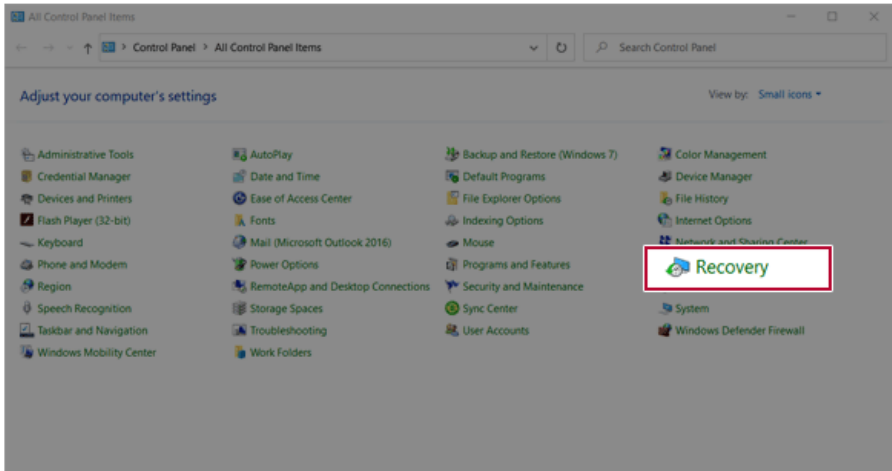 All Control Panel Items
Control Panel > All Control Panel Items
Search Control Panel
Adjust your computer's settings
View by: Small icons
Administrative Tools AutoPlay Backup and Restore (Windows 7) Color Management
Credential Manager Date and Time Default Programs Device Manager
Devices and Printers Ease of Access Center File Explorer Options File History
Flash Player (32-bit) Fonts Indexing Options Internet Options
Keyboard Mail (Microsoft Outlook 2016) Mouse Network and Sharing Center
Phone and Modem Power Options Programs and Features Recovery
Region RemoteApp and Desktop Connections Security and Maintenance
Speech Recognition Storage Spaces Sync Center System
Taskbar and Navigation Troubleshooting User Accounts Windows Defender Firewall
Windows Mobility Center Work Folders